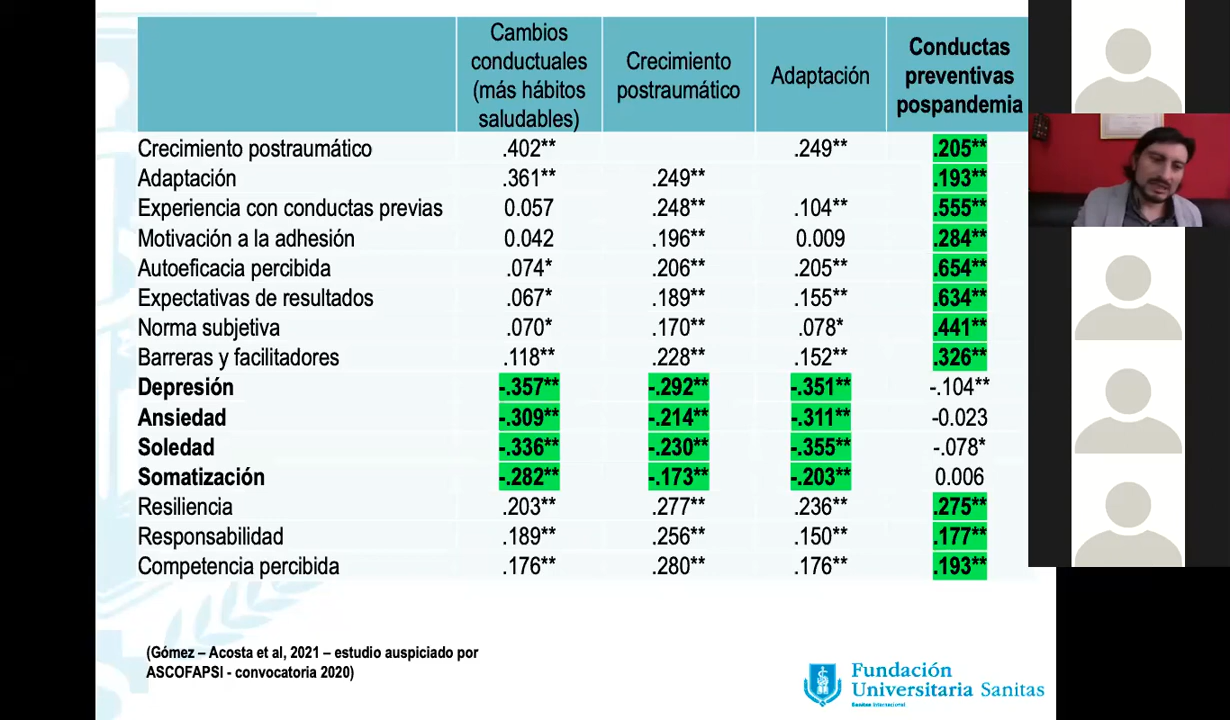 Cambios
conductuales
(más hábitos
saludables)
Crecimiento
postraumático
Adaptación
Conductas
preventivas
pospandemia
Crecimiento postraumático .402** .249** .205**
Adaptación .361** .249** .193**
Experiencia con conductas previas 0.057 .248** .104** .555**
Motivación a la adhesión 0.042 .196** 0.009 .284**
Autoeficacia percibida .074* .206** .205** .654**
Expectativas de resultados .067* .189** .155** .634**
Norma subjetiva .070* .170** .078* .441**
Barreras y facilitadores .118** .228** .152** .326**
Depresión -.357** -.292** -.351** -.104**
Ansiedad -.309** -.214** -.311** -0.023
Soledad -.336** -.230** -.355** -.078*
Somatización -.282** -.173** -.203** 0.006
Resiliencia .203** .277** .236** .275**
Responsabilidad .189** .256** .150** .177**
Competencia percibida .176** .280** .176** .193**
(Gómez – Acosta et al, 2021 – estudio auspiciado por
ASCOFAPSI - convocatoria 2020)
Fundación
Universitaria Sanitas
Sanitas Internacional